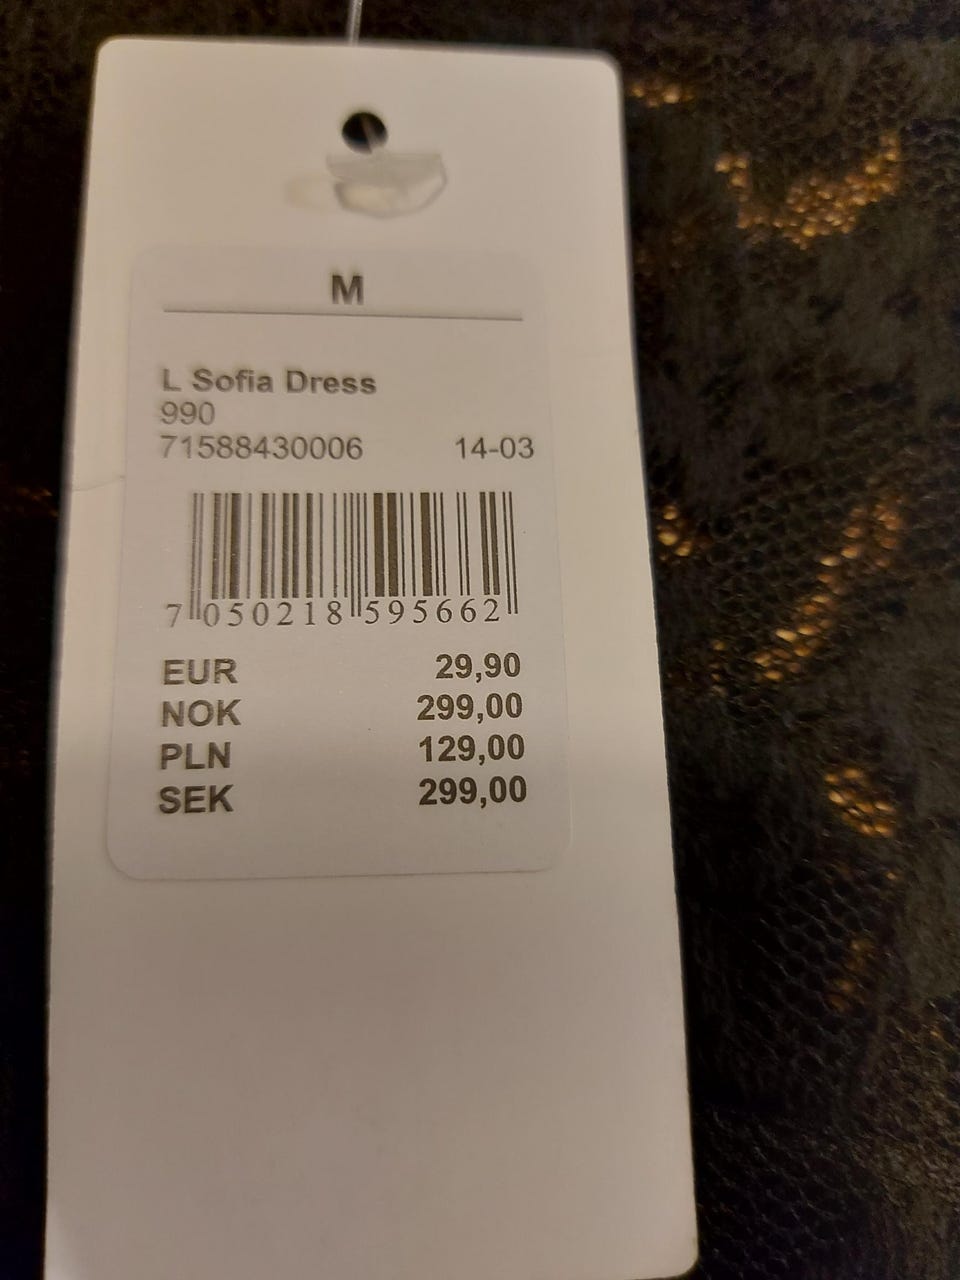 M
L Sofia Dress
990
71588430006 14-03
7 050218 595662
EUR 29,90
NOK 299,00
PLN 129,00
SEK 299,00